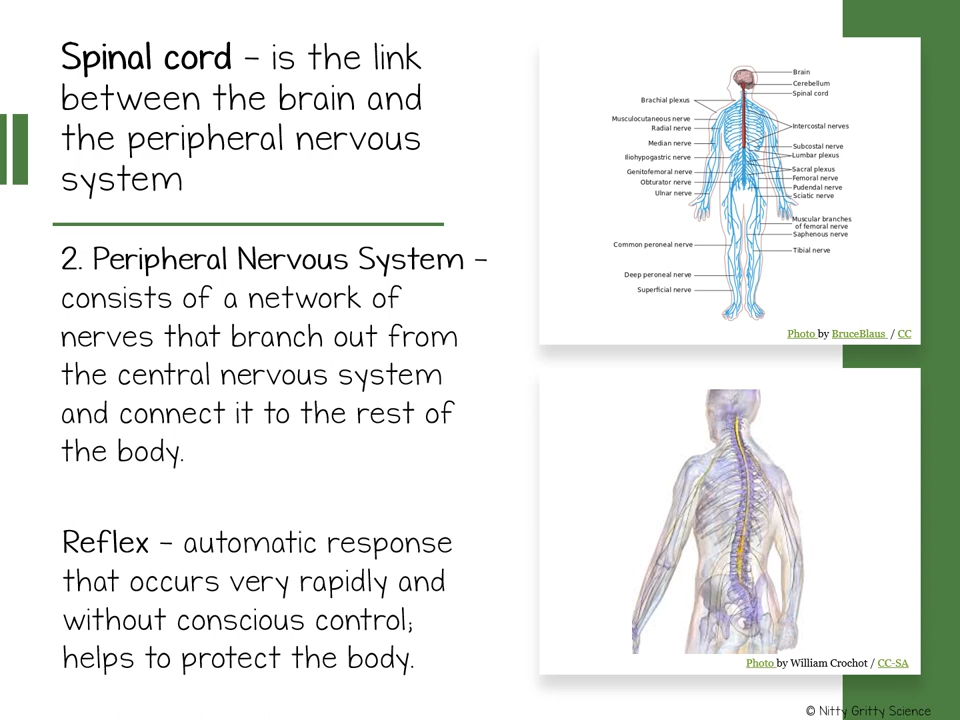 Spinal cord – is the link
between the brain and
the peripheral nervous
system
2. Peripheral Nervous System –
consists of a network of
nerves that branch out from
the central nervous system
and connect it to the rest of
the body.
Reflex – automatic response
that occurs very rapidly and
without conscious control;
helps to protect the body.
Brain
Cerebellum
Spinal cord
Brachial plexus
Musculocutaneous nerve
Radial nerve
Median nerve
Iliohypogastric nerve
Genitofemoral nerve
Obturator nerve
Ulnar nerve
Common peroneal nerve
Deep peroneal nerve
Superficial nerve
Intercostal nerves
Subcostal nerve
Lumbar plexus
Sacral plexus
Femoral nerve
Pudendal nerve
Sciatic nerve
Muscular branches
of femoral nerve
Saphenous nerve
Tibial nerve
Photo by BruceBlaus / CC
Photo by William Crochot / CC-SA
© Nitty Gritty Science